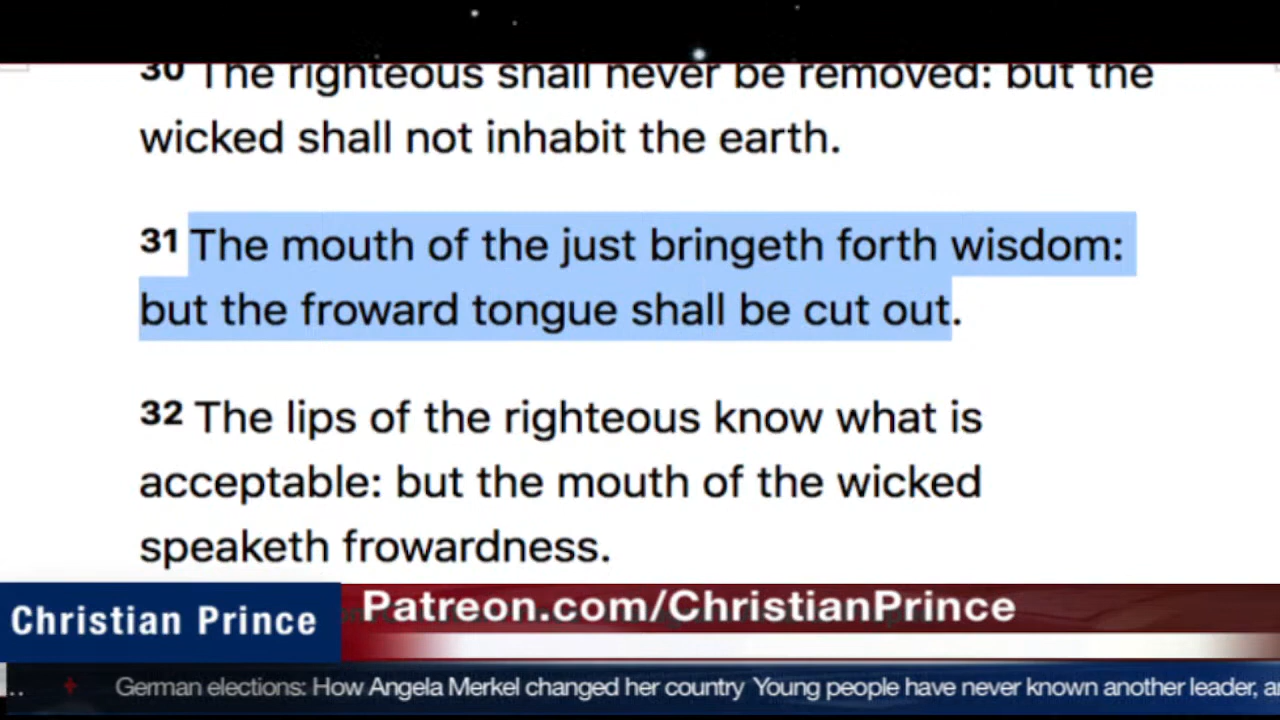 30 The righteous shall never be removed: but the
wicked shall not inhabit the earth.
31 The mouth of the just bringeth forth wisdom:
but the froward tongue shall be cut out.
32 The lips of the righteous know what is
acceptable: but the mouth of the wicked
speaketh frowardness.
Christian Prince
Patreon.com/ChristianPrince
.. German elections: How Angela Merkel changed her country Young people have never known another leader,